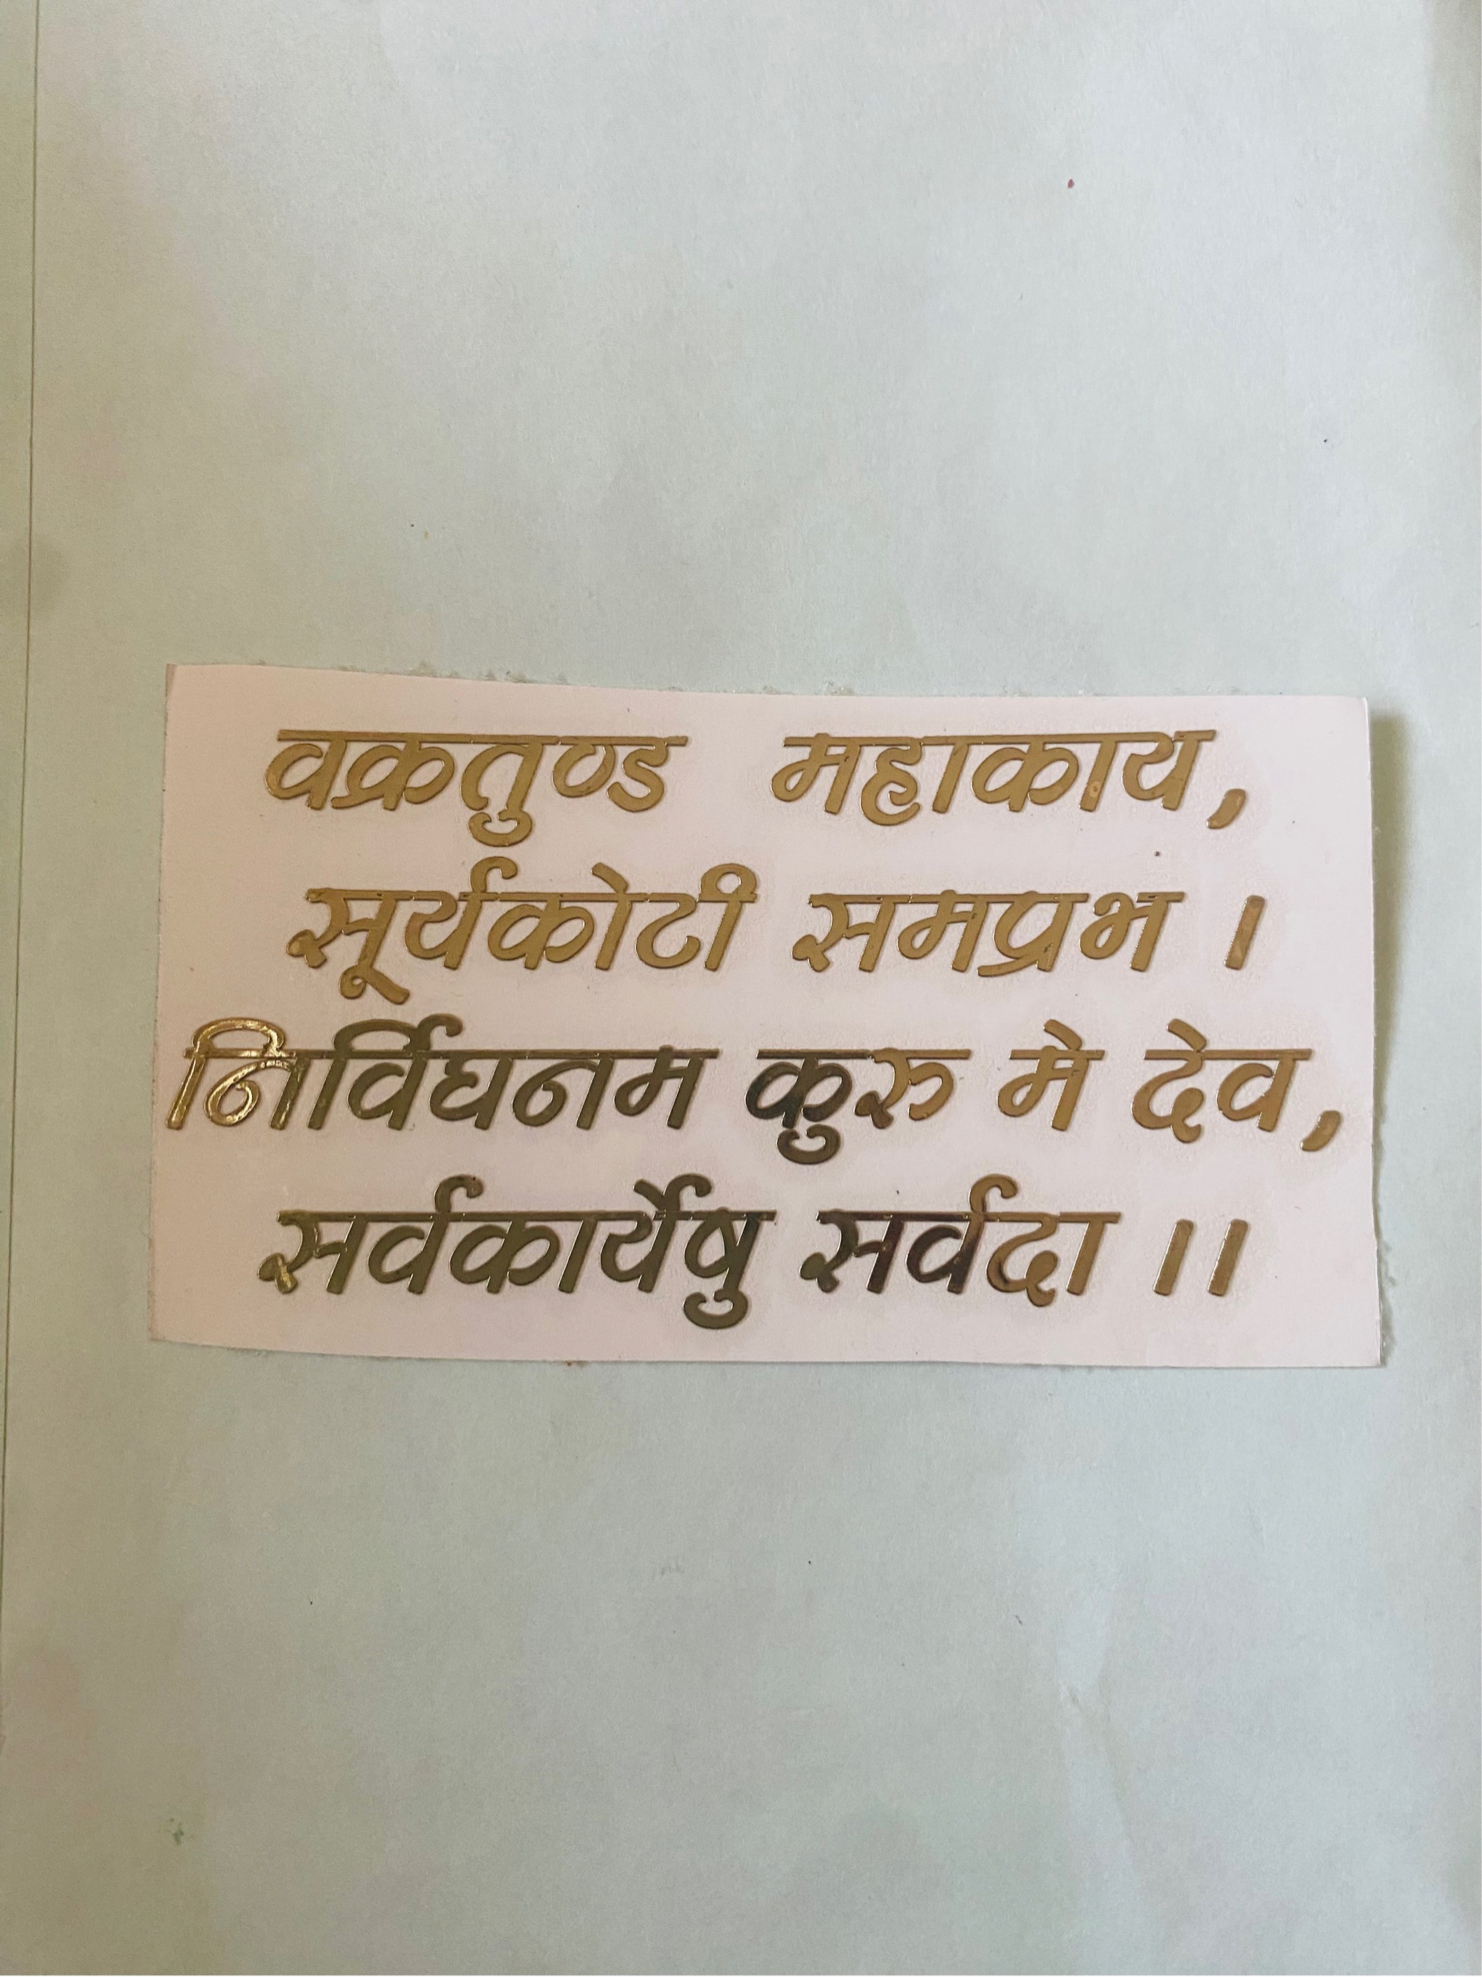 वक्रतुण्ड महाकाय,
सूर्यकोटी समप्रभ ।
निर्विघनम कुरु मे देव,
सर्वकार्येषु सर्वदा ।।